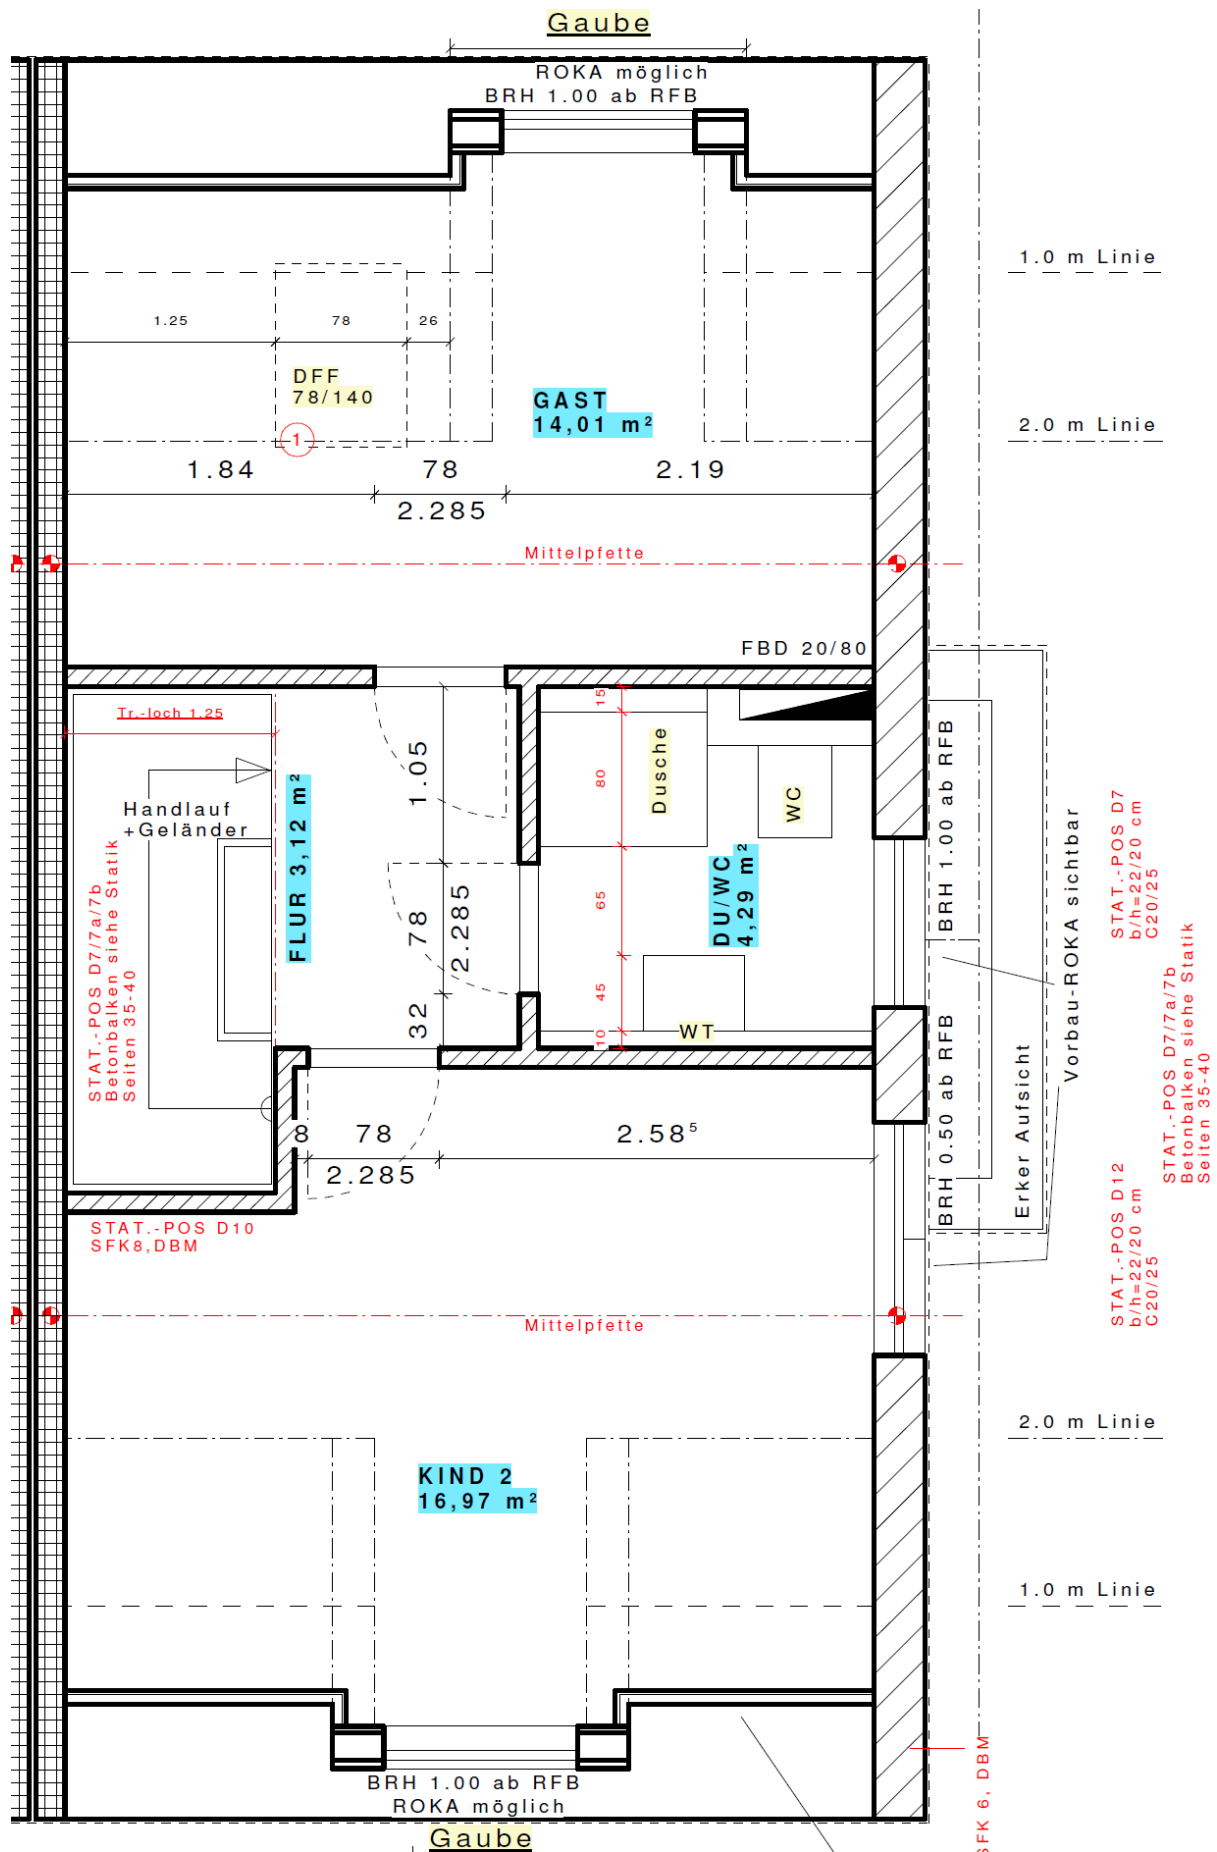 Gaube
ROKA möglich
BRH 1.00 ab RFB
1.0 m Linie
1.25
78
26
DFF
78/140
GAST
14,01 m²
2.0 m Linie
1
1.84
78
2.19
2.285
Mittelpfette
FBD 20/80
Tr.-loch 1.25
15
1.05
80
Dusche
WC
BRH 1.00 ab RFB
Handlauf
+Geländer
FLUR 3,12 m²
STAT.-POS D7/7a/7b
Betonbalken siehe Statik
Seiten 35-40
78
2.285
65
DU/WC
4,29 m²
Vorbau-ROKA sichtbar
STAT.-POS D7
b/h=22/20 cm
C20/25
32
45
10
WT
BRH 0.50 ab RFB
Erker Aufsicht
STAT.-POS D7/7a/7b
Betonbalken siehe Statik
Seiten 35-40
8
78
2.58⁵
2.285
STAT.-POS D10
SFK8,DBM
STAT.-POS D12
b/h=22/20 cm
C20/25
Mittelpfette
2.0 m Linie
KIND 2
16,97 m²
1.0 m Linie
SFK 6, DBM
BRH 1.00 ab RFB
ROKA möglich
Gaube